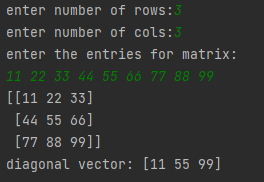 enter number of rows:3
enter number of cols:3
enter the entries for matrix:
11 22 33 44 55 66 77 88 99
[[11 22 33]
 [44 55 66]
 [77 88 99]]
diagonal vector: [11 55 99]